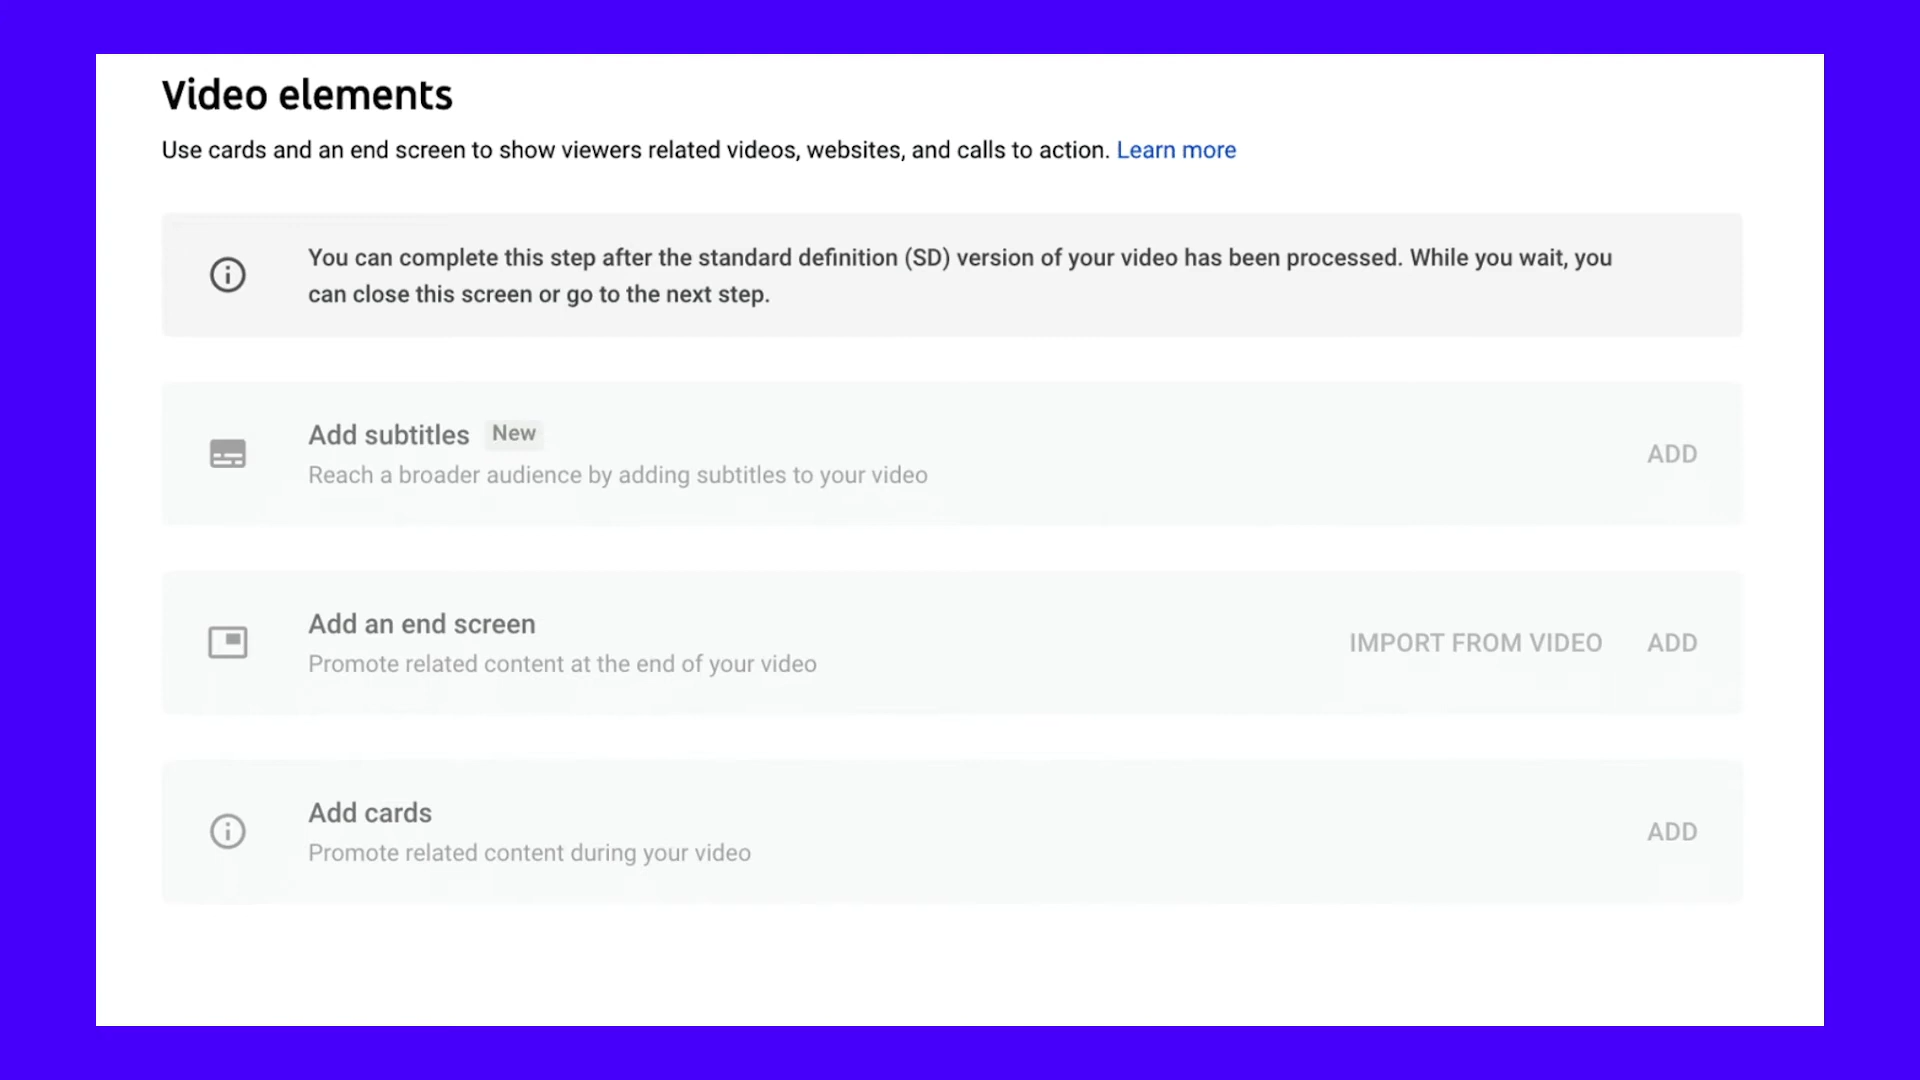 Video elements
Use cards and an end screen to show viewers related videos, websites, and calls to action. Learn more
You can complete this step after the standard definition (SD) version of your video has been processed. While you wait, you
can close this screen or go to the next step.
Add subtitles New
Reach a broader audience by adding subtitles to your video
ADD
Add an end screen
Promote related content at the end of your video
IMPORT FROM VIDEO ADD
Add cards
Promote related content during your video
ADD